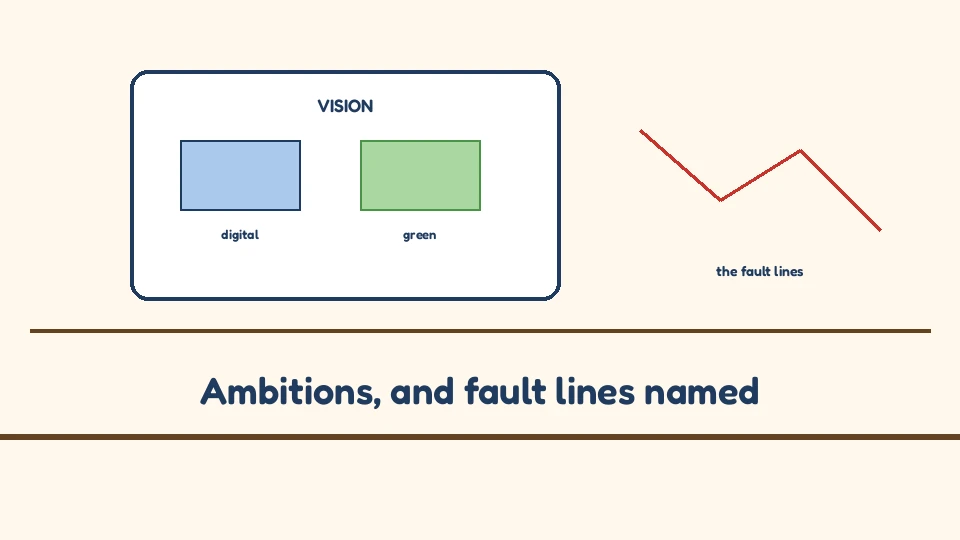 VISION
digital
green
the fault lines
Ambitions, and fault lines named